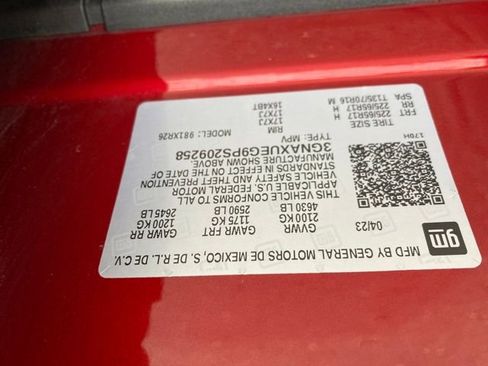 gm
MFD BY GENERAL MOTORS DE MEXICO, S. DE R.L. DE C.V.
04/23
GVWR
2100 KG
4630 LB
GAWR FRT
1175 KG
2590 LB
GAWR RR
1200 KG
2645 LB
THIS VEHICLE CONFORMS TO ALL
APPLICABLE U.S. FEDERAL MOTOR
VEHICLE SAFETY AND THEFT PREVENTION
STANDARDS IN EFFECT ON THE DATE OF
MANUFACTURE SHOWN ABOVE.
3GNAXUEG9PS209258
TYPE: MPV
MODEL: 981XR26
170H
TIRE SIZE
RIM
FRT 225/65R17 H
17X7J
RR 225/65R17 H
17X7J
SPA T135/70R16 M
16X4BT